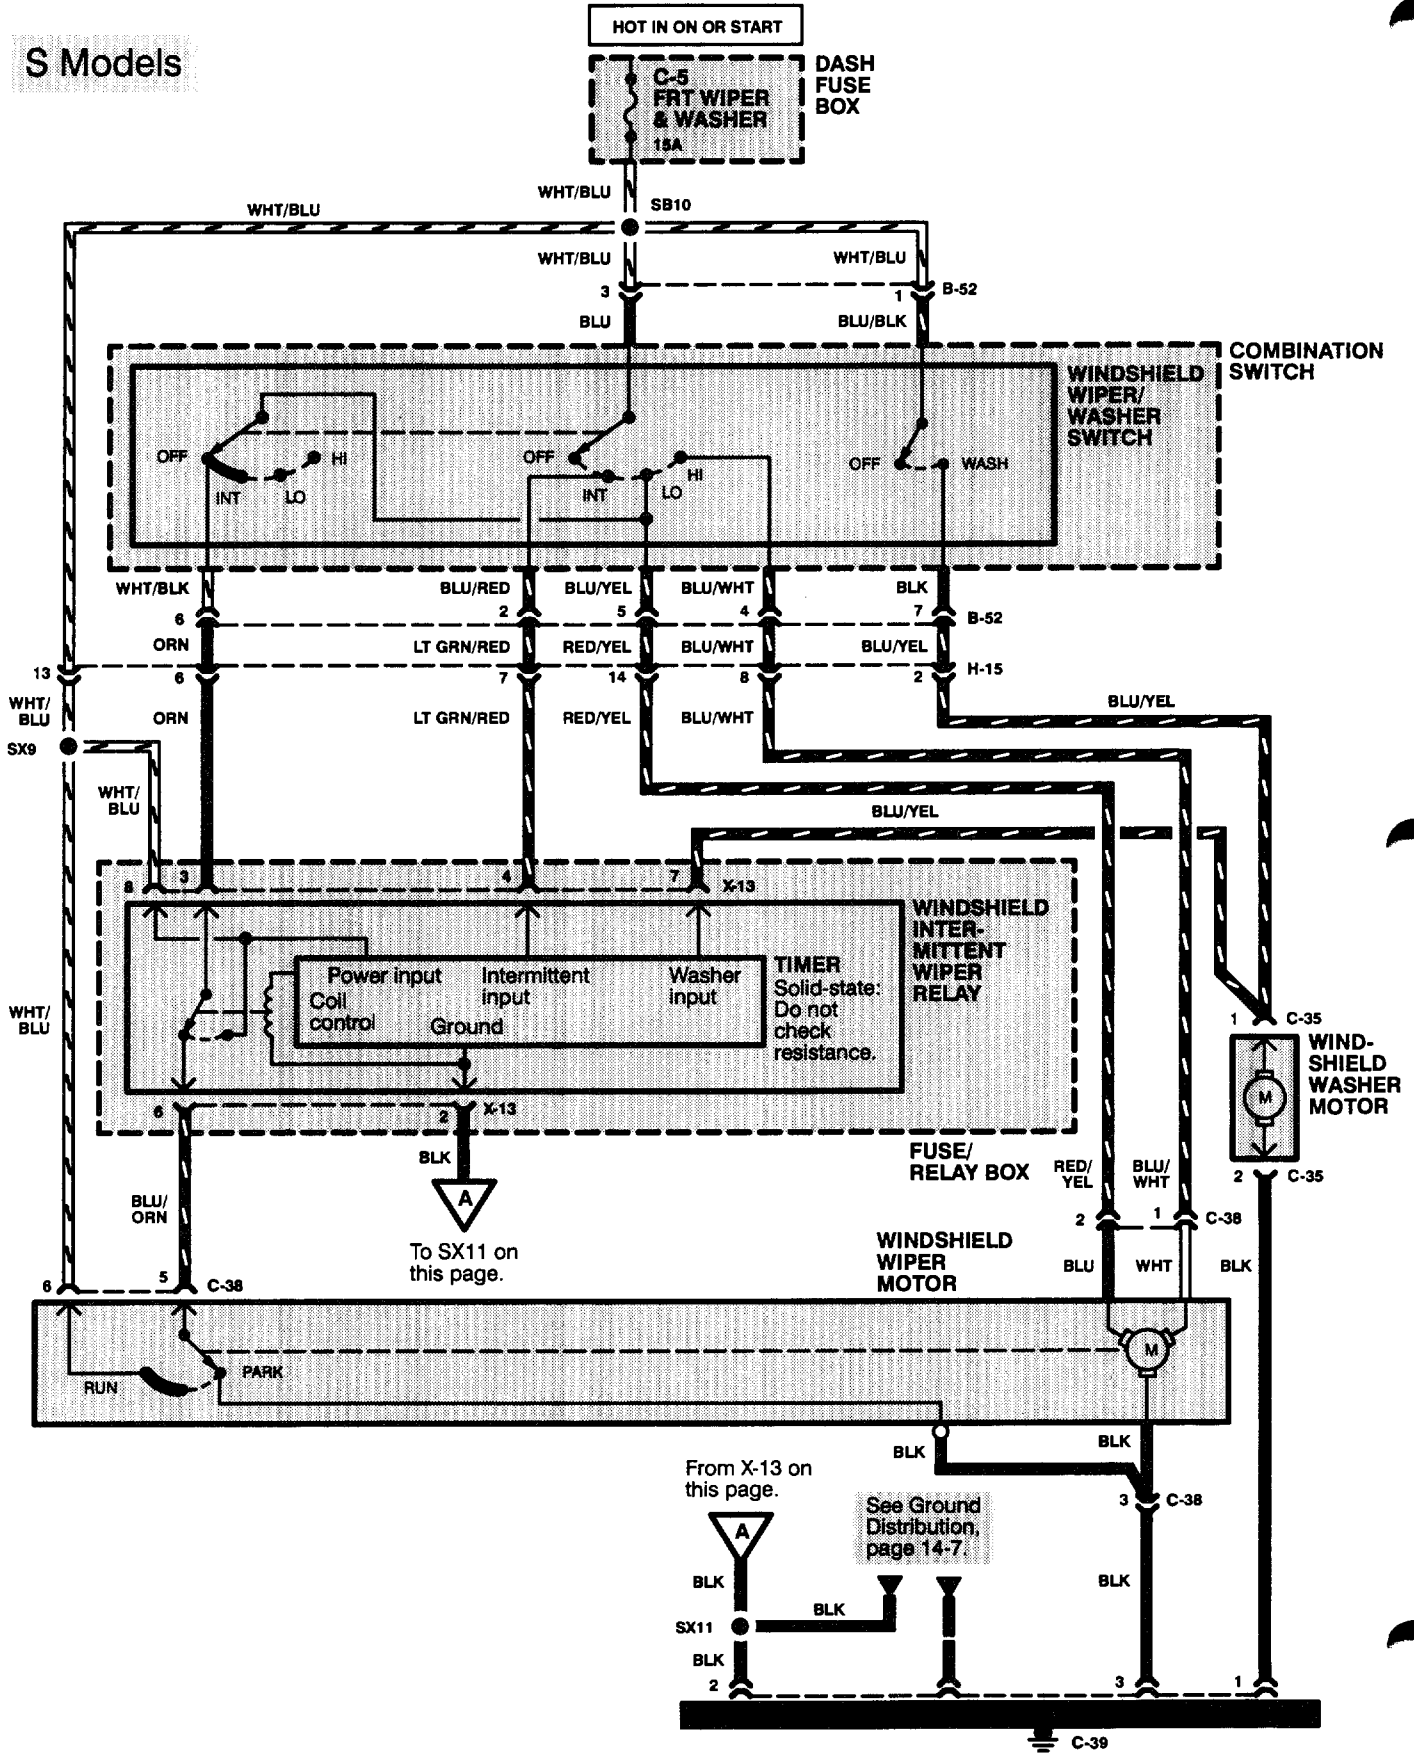 HOT IN ON OR START
S Models
C-5
FRT WIPER
& WASHER
15A
DASH
FUSE
BOX
WHT/BLU
SB10
WHT/BLU
WHT/BLU
WHT/BLU
3
1
B-52
BLU
BLU/BLK
COMBINATION
SWITCH
WINDSHIELD
WIPER/
WASHER
SWITCH
OFF
INT
LO
HI
OFF
INT
LO
HI
OFF
WASH
WHT/BLK
BLU/RED
BLU/YEL
BLU/WHT
BLK
6
2
5
4
7
B-52
ORN
LT GRN/RED
RED/YEL
BLU/WHT
BLU/YEL
13
6
7
14
8
2
H-15
WHT/
BLU
ORN
LT GRN/RED
RED/YEL
BLU/WHT
BLU/YEL
SX9
WHT/
BLU
BLU/YEL
8
3
4
7
X-13
WINDSHIELD
INTER-
MITTENT
WIPER
RELAY
Power input
Intermittent
input
Washer
input
Coil
control
Ground
TIMER
Solid-state:
Do not
check
resistance.
WHT/
BLU
1
C-35
WIND-
SHIELD
WASHER
MOTOR
M
6
2
X-13
BLK
FUSE/
RELAY BOX
RED/
YEL
BLU/
WHT
2
C-35
BLU/
ORN
A
To SX11 on
this page.
2
1
C-38
WINDSHIELD
WIPER
MOTOR
BLU
WHT
BLK
6
5
C-38
M
RUN
PARK
BLK
BLK
From X-13 on
this page.
3
C-38
A
See Ground
Distribution,
page 14-7.
BLK
BLK
BLK
SX11
BLK
2
3
1
C-39